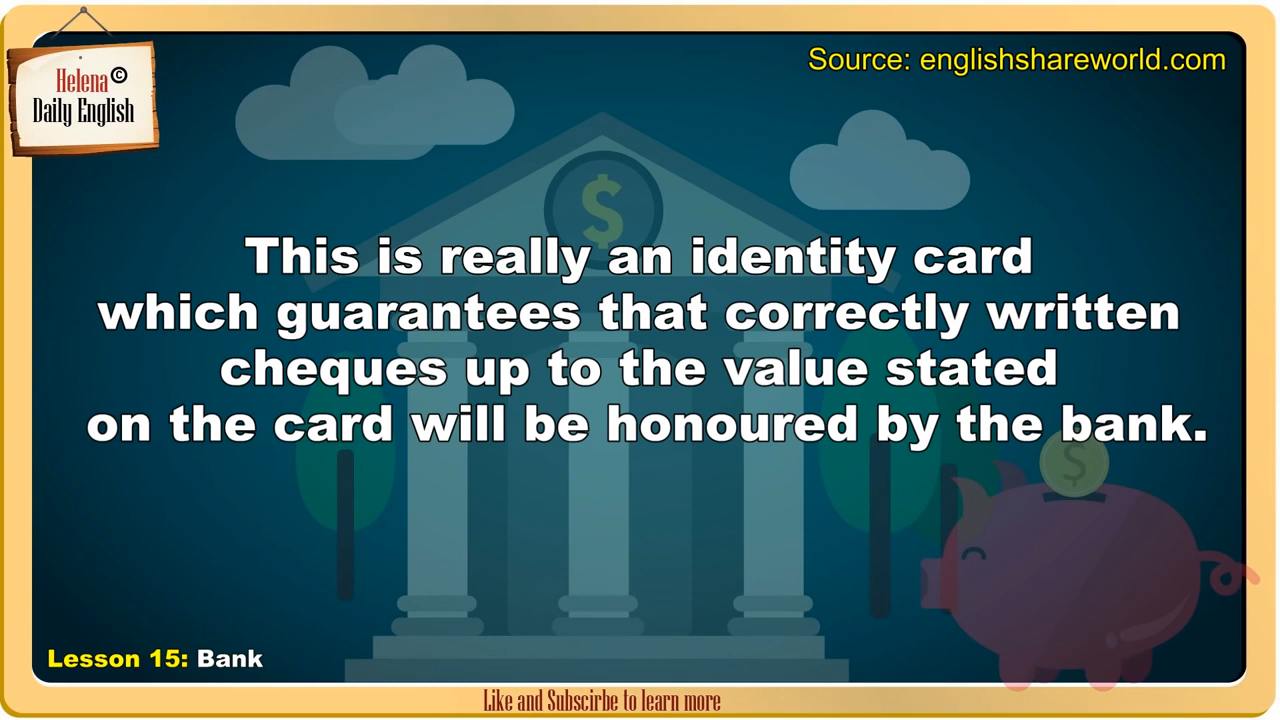 Helena©
Daily English
Source: englishshareworld.com
This is really an identity card
which guarantees that correctly written
cheques up to the value stated
on the card will be honoured by the bank.
$
$
Lesson 15: Bank
Like and Subscirbe to learn more